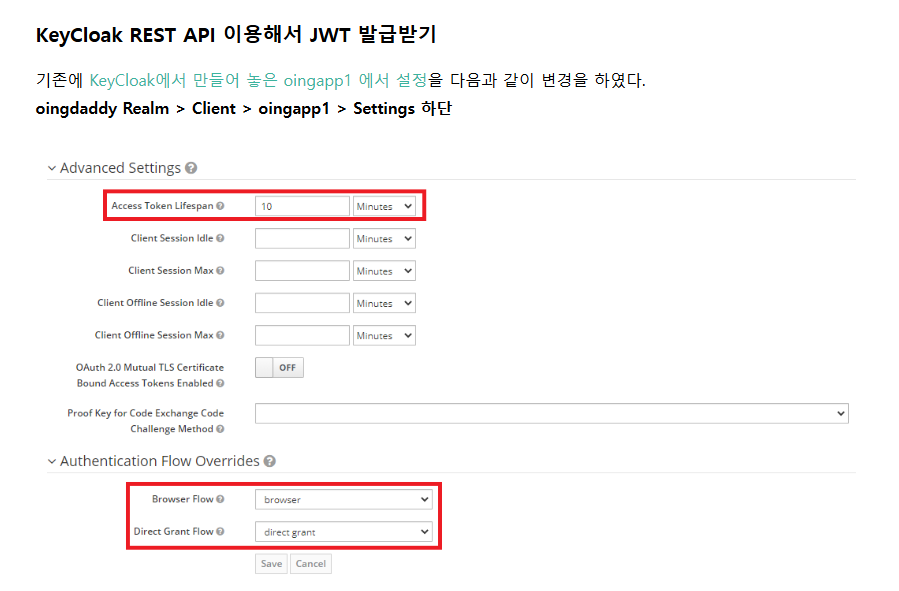 KeyCloak REST API 이용해서 JWT 발급받기
기존에 KeyCloak에서 만들어 놓은 oingapp1 에서 설정을 다음과 같이 변경을 하였다.
oingdaddy Realm > Client > oingapp1 > Settings 하단
Advanced Settings
Access Token Lifespan 10 Minutes
Client Session Idle Minutes
Client Session Max Minutes
Client Offline Session Idle Minutes
Client Offline Session Max Minutes
OAuth 2.0 Mutual TLS Certificate
Bound Access Tokens Enabled OFF
Proof Key for Code Exchange Code
Challenge Method
Authentication Flow Overrides
Browser Flow browser
Direct Grant Flow direct grant
Save Cancel